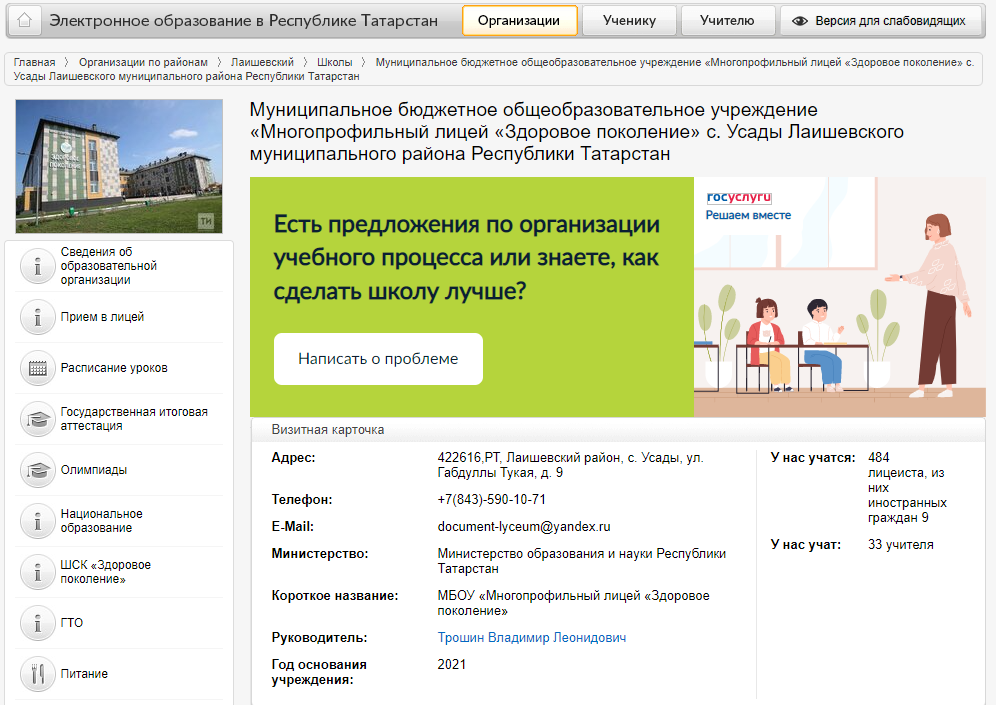 Электронное образование в Республике Татарстан
Организации
Ученику
Учителю
Версия для слабовидящих
Главная > Организации по районам > Лаишевский > Школы > Муниципальное бюджетное общеобразовательное учреждение «Многопрофильный лицей «Здоровое поколение» с.
Усады Лаишевского муниципального района Республики Татарстан
ЗДОРОВОЕ
ПОКОЛЕНИЕ
ТИ
Сведения об
образовательной
организации
Прием в лицей
Расписание уроков
Государственная итоговая
аттестация
Олимпиады
Национальное
образование
ШСК «Здоровое
поколение»
ГТО
Питание
Муниципальное бюджетное общеобразовательное учреждение
«Многопрофильный лицей «Здоровое поколение» с. Усады Лаишевского
муниципального района Республики Татарстан
Есть предложения по организации
учебного процесса или знаете, как
сделать школу лучше?
Написать о проблеме
госуслуги
Решаем вместе
Визитная карточка
Адрес: 422616,РТ, Лаишевский район, с. Усады, ул.
Габдуллы Тукая, д. 9
Телефон: +7(843)-590-10-71
E-Mail: document-lyceum@yandex.ru
Министерство: Министерство образования и науки Республики
Татарстан
Короткое название: МБОУ «Многопрофильный лицей «Здоровое
поколение»
Руководитель: Трошин Владимир Леонидович
Год основания 2021
учреждения:
У нас учатся: 484
лицеиста, из
них
иностранных
граждан 9
У нас учат: 33 учителя